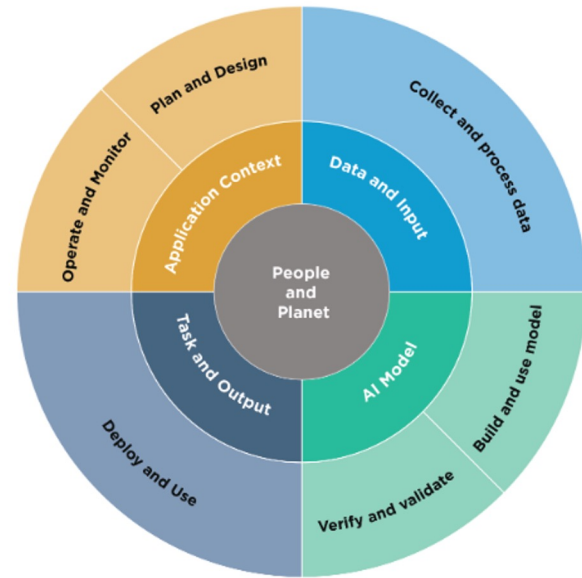 Plan and Design
Collect and process data
Operate and Monitor
Application Context
Data and Input
People
and
Planet
Task and Output
AI Model
Build and use model
Deploy and Use
Verify and validate